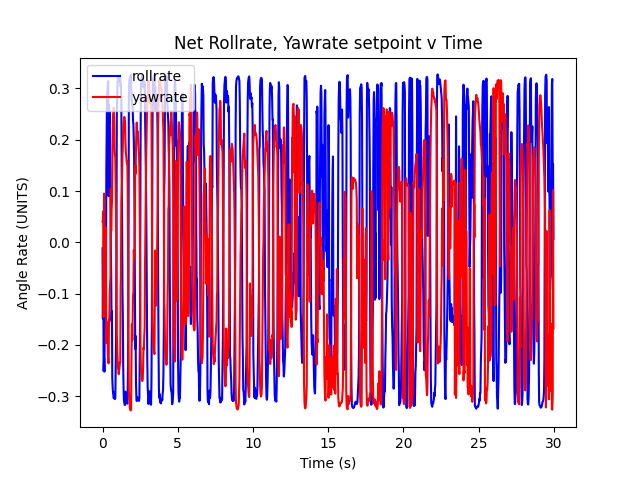 Net Rollrate, Yawrate setpoint v Time
rollrate
yawrate
Angle Rate (UNITS)
0.3
0.2
0.1
0.0
−0.1
−0.2
−0.3
0 5 10 15 20 25 30
Time (s)